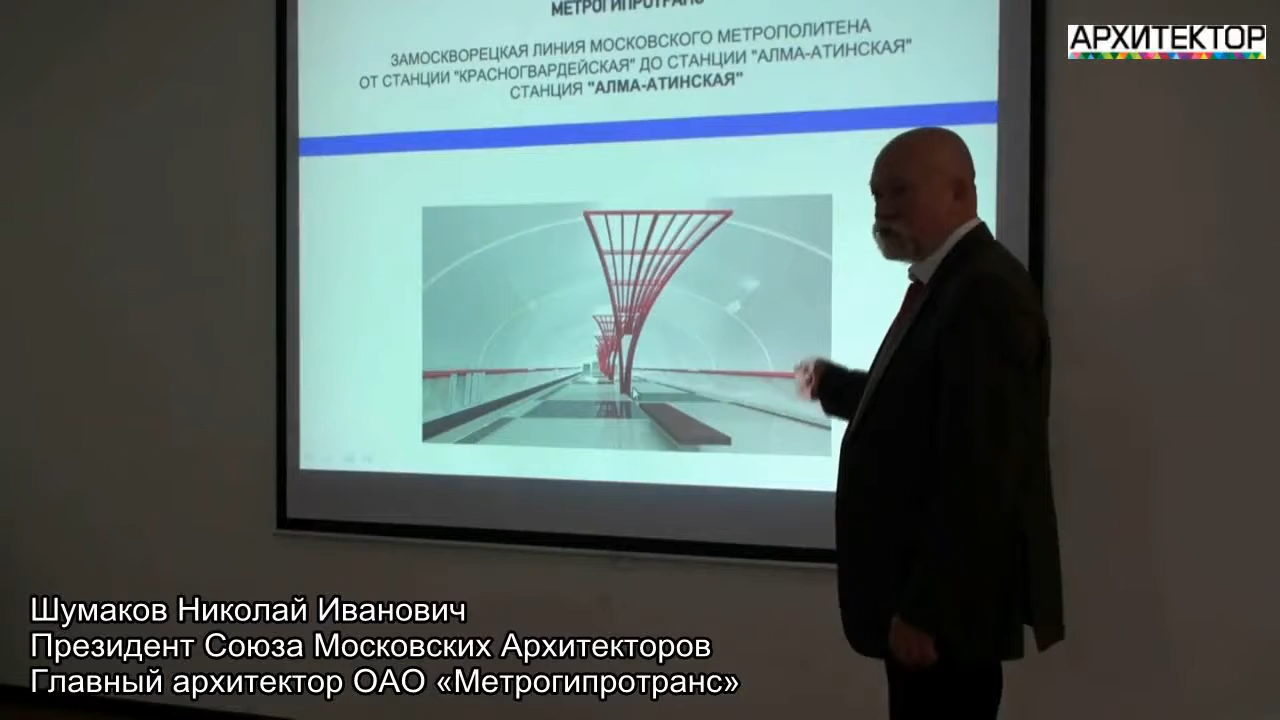 МЕТРОГИПРОТРАНС
ЗАМОСКВОРЕЦКАЯ ЛИНИЯ МОСКОВСКОГО МЕТРОПОЛИТЕНА
ОТ СТАНЦИИ "КРАСНОГВАРДЕЙСКАЯ" ДО СТАНЦИИ "АЛМА-АТИНСКАЯ"
СТАНЦИЯ "АЛМА-АТИНСКАЯ"
АРХИТЕКТОР
Шумаков Николай Иванович
Президент Союза Московских Архитекторов
Главный архитектор ОАО «Метрогипротранс»